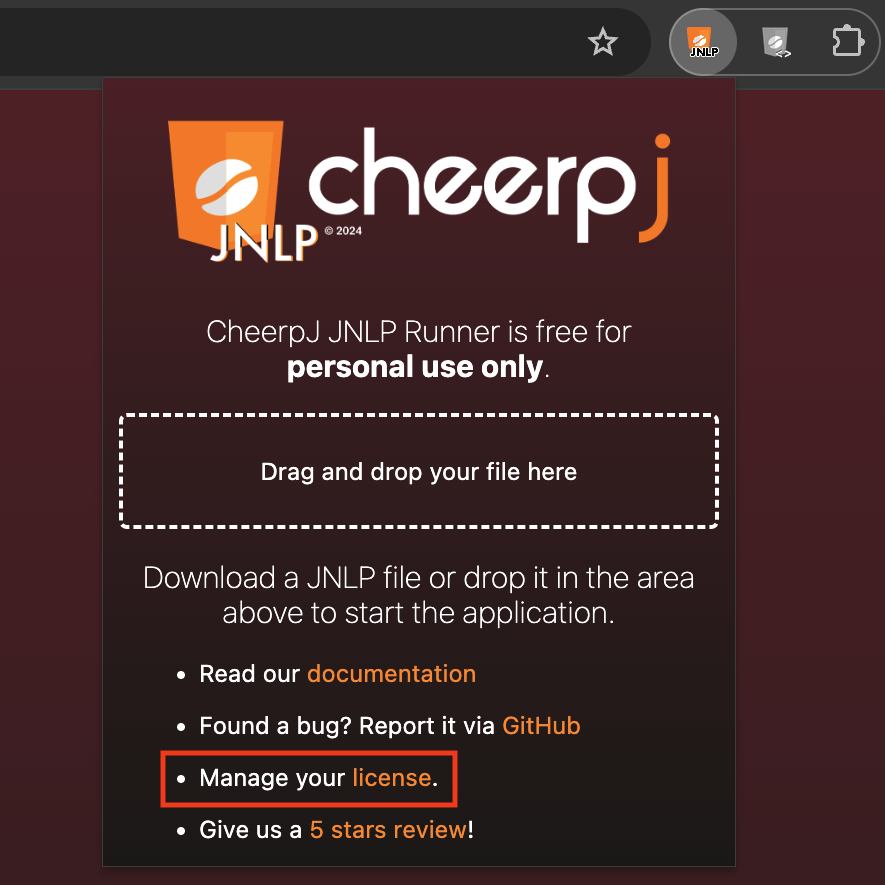 JNLP
cheerpj
JNLP © 2024
CheerpJ JNLP Runner is free for
personal use only.
Drag and drop your file here
Download a JNLP file or drop it in the area
above to start the application.
• Read our documentation
• Found a bug? Report it via GitHub
• Manage your license.
• Give us a 5 stars review!